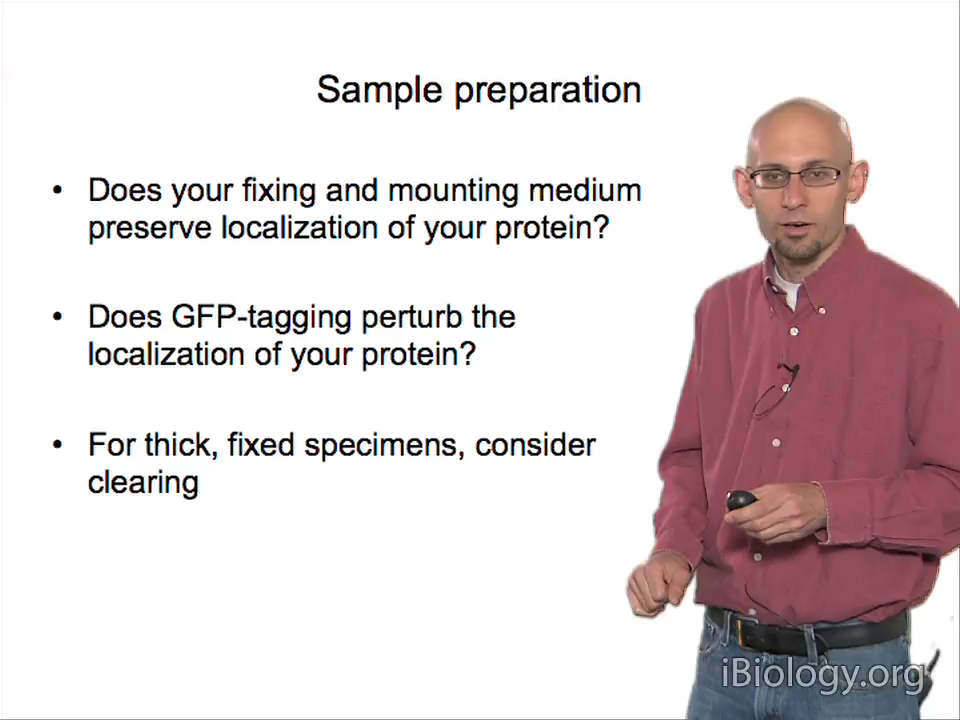 Sample preparation
• Does your fixing and mounting medium
preserve localization of your protein?
• Does GFP-tagging perturb the
localization of your protein?
• For thick, fixed specimens, consider
clearing
iBiology.org